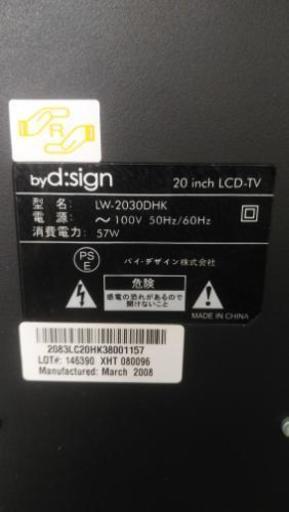 R
byd:sign
20 inch LCD-TV
型 名: LW-2030DHK
電 源: ～ 100V 50Hz/60Hz
消費電力: 57W
PS
E
バイ・デザイン株式会社
危険
感電の恐れがあるので
開けないこと
MADE IN CHINA
2083LC20HK38001157
LOT#: 146390 XHT 080096
Manufactured: March 2008